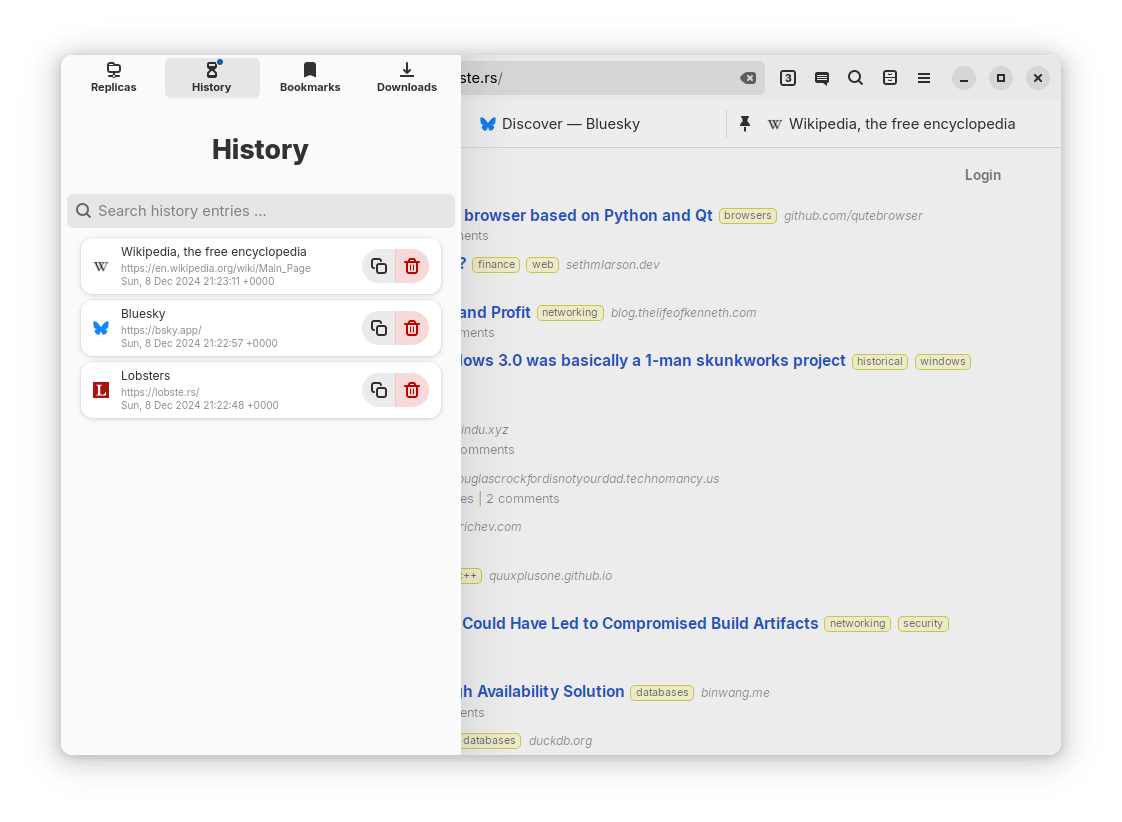 Replicas
History
Bookmarks
Downloads
History
Search history entries ...
Wikipedia, the free encyclopedia
https://en.wikipedia.org/wiki/Main_Page
Sun, 8 Dec 2024 21:23:11 +0000
Bluesky
https://bsky.app/
Sun, 8 Dec 2024 21:22:57 +0000
L
Lobsters
https://lobste.rs/
Sun, 8 Dec 2024 21:22:48 +0000
ste.rs/
3
Discover — Bluesky
W Wikipedia, the free encyclopedia
Login
browser based on Python and Qt browsers github.com/qutebrowser
ents
? finance web sethmlarson.dev
and Profit networking blog.thelifeofkenneth.com
ments
lows 3.0 was basically a 1-man skunkworks project historical windows
indu.xyz
omments
ouglascrockfordisnotyourdad.technomancy.us
es | 2 comments
richev.com
++ quuxplusone.github.io
Could Have Led to Compromised Build Artifacts networking security
gh Availability Solution databases binwang.me
ents
databases duckdb.org